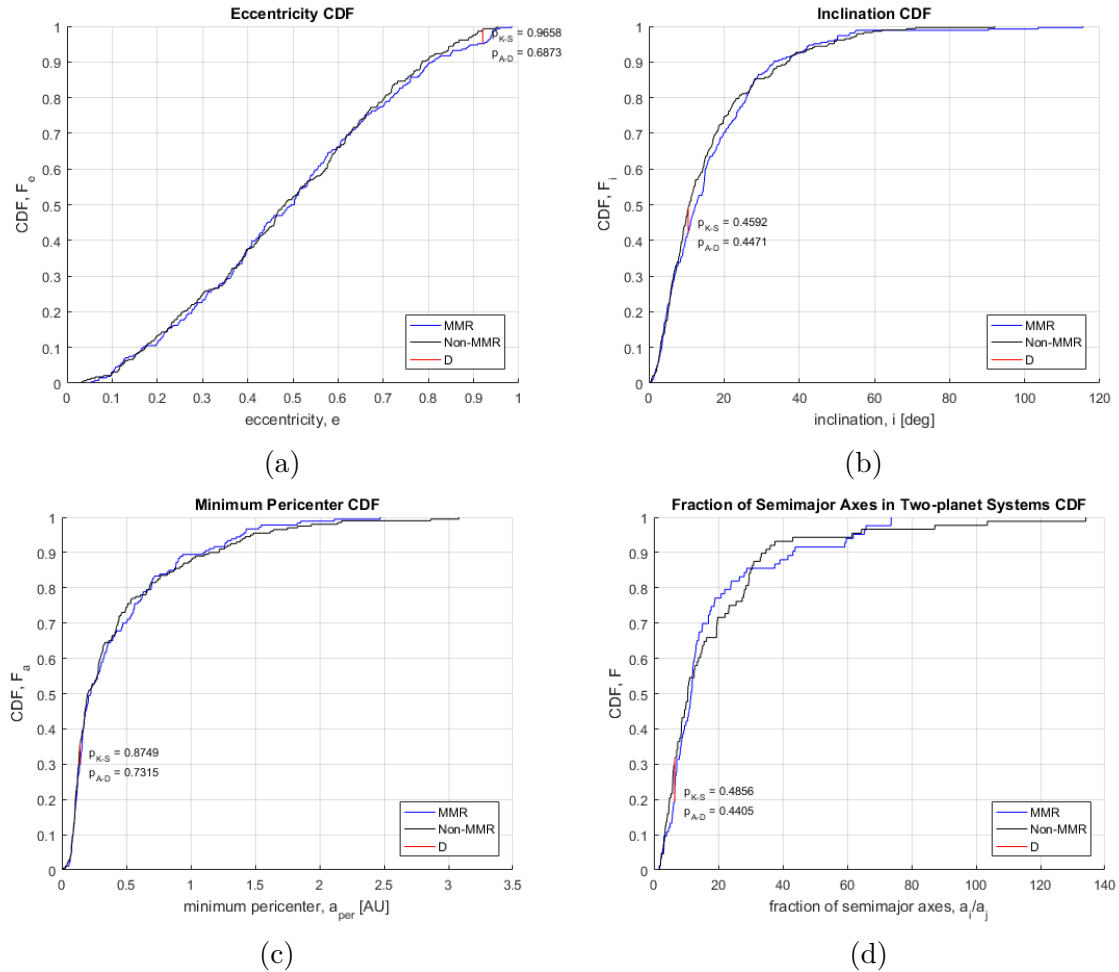 Eccentricity CDF
1
0.9
0.8
0.7
0.6
0.5
0.4
0.3
0.2
0.1
0
CDF, F_e
p_K-S = 0.9658
p_A-D = 0.6873
MMR
Non-MMR
D
0 0.1 0.2 0.3 0.4 0.5 0.6 0.7 0.8 0.9 1
eccentricity, e
(a)
Inclination CDF
1
0.9
0.8
0.7
0.6
0.5
0.4
0.3
0.2
0.1
0
CDF, F_i
p_K-S = 0.4592
p_A-D = 0.4471
MMR
Non-MMR
D
0 20 40 60 80 100 120
inclination, i [deg]
(b)
Minimum Pericenter CDF
1
0.9
0.8
0.7
0.6
0.5
0.4
0.3
0.2
0.1
0
CDF, F_a
p_K-S = 0.8749
p_A-D = 0.7315
MMR
Non-MMR
D
0 0.5 1 1.5 2 2.5 3 3.5
minimum pericenter, a_per [AU]
(c)
Fraction of Semimajor Axes in Two-planet Systems CDF
1
0.9
0.8
0.7
0.6
0.5
0.4
0.3
0.2
0.1
0
CDF, F
p_K-S = 0.4856
p_A-D = 0.4405
MMR
Non-MMR
D
0 20 40 60 80 100 120 140
fraction of semimajor axes, a_i/a_j
(d)